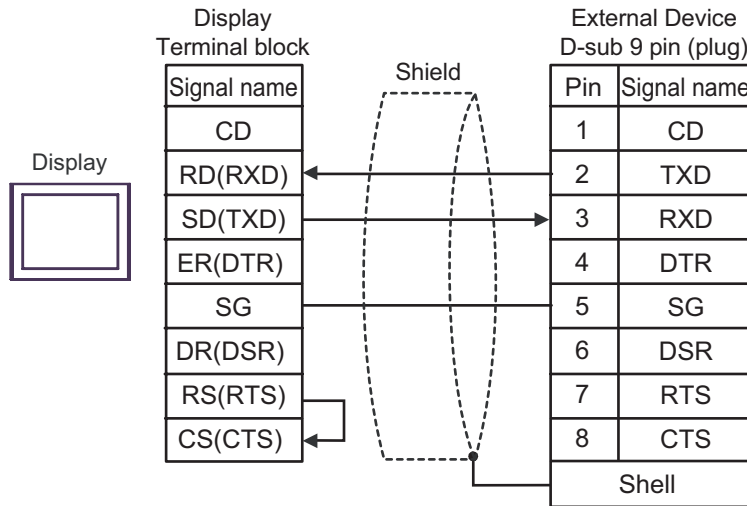 Display
Terminal block
External Device
D-sub 9 pin (plug)
Shield
Display
Signal name
CD
RD(RXD)
SD(TXD)
ER(DTR)
SG
DR(DSR)
RS(RTS)
CS(CTS)
Pin Signal name
1 CD
2 TXD
3 RXD
4 DTR
5 SG
6 DSR
7 RTS
8 CTS
Shell